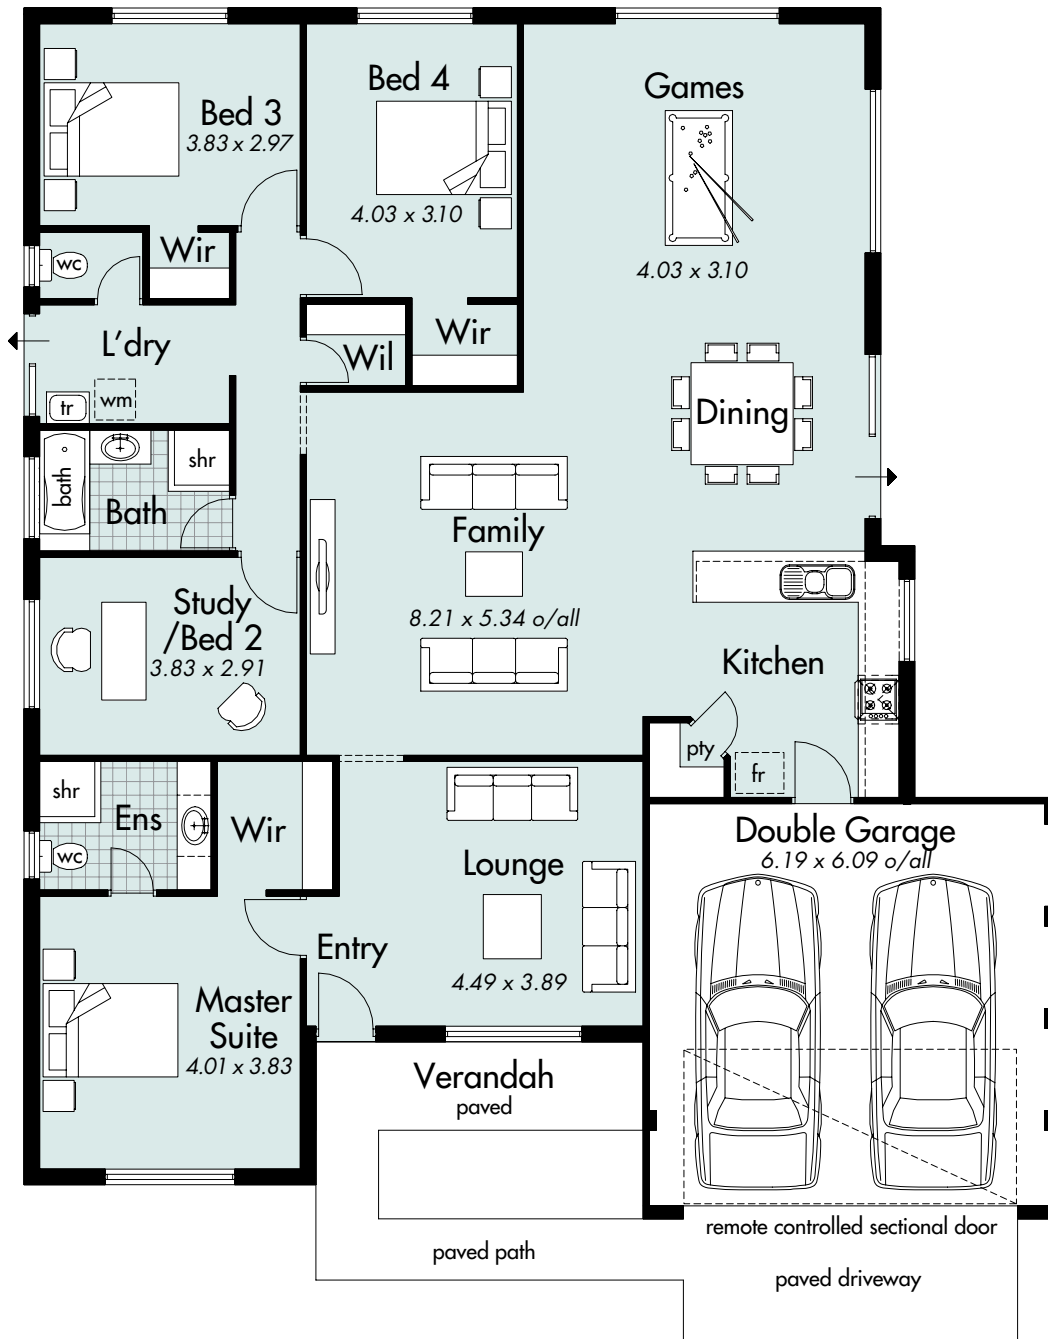 Bed 3
3.83 x 2.97
Bed 4
4.03 x 3.10
Games
4.03 x 3.10
wc
Wir
L'dry
Wil
Wir
tr
wm
Dining
bath
shr
Bath
Family
8.21 x 5.34 o/all
Study
/Bed 2
3.83 x 2.91
Kitchen
pty
fr
shr
Ens
wc
Wir
Lounge
4.49 x 3.89
Double Garage
6.19 x 6.09 o/all
Entry
Master
Suite
4.01 x 3.83
Verandah
paved
paved path
remote controlled sectional door
paved driveway